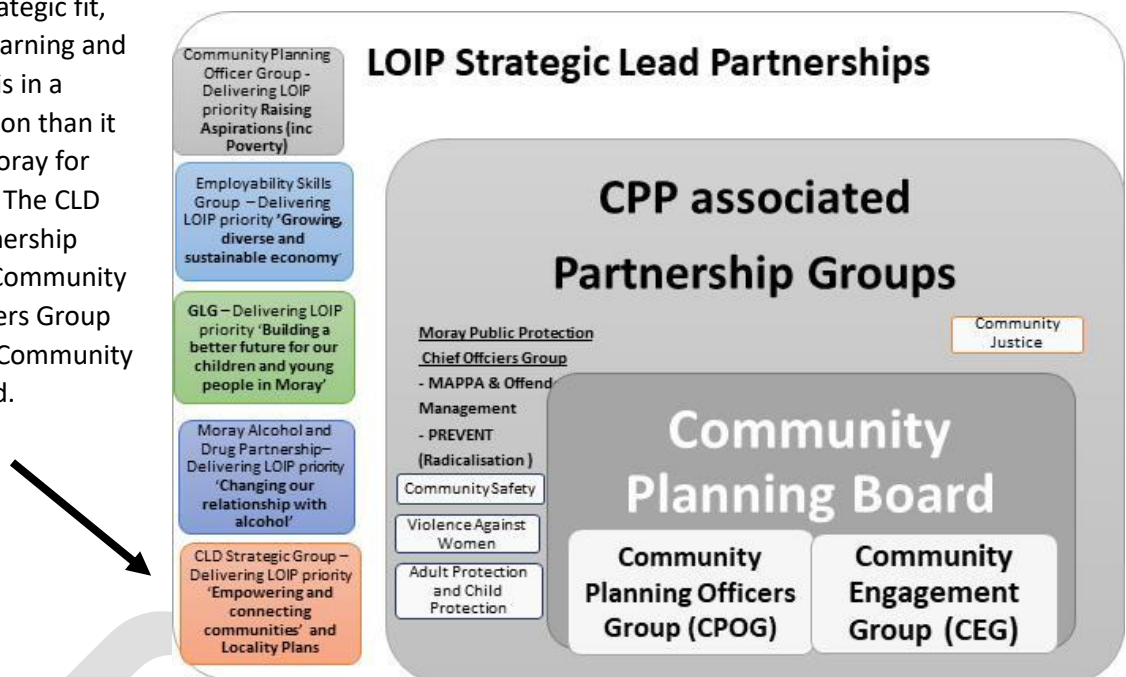 ategic fit,
arning and
is in a
on than it
oray for
The CLD
nership
Community
ers Group
Community
d.
LOIP Strategic Lead Partnerships
Community Planning
Officer Group -
Delivering LOIP
priority Raising
Aspirations (inc
Poverty)
Employability Skills
Group – Delivering
LOIP priority 'Growing,
diverse and
sustainable economy'
GLG – Delivering LOIP
priority 'Building a
better future for our
children and young
people in Moray'
Moray Alcohol and
Drug Partnership–
Delivering LOIP priority
'Changing our
relationship with
alcohol'
CLD Strategic Group –
Delivering LOIP priority
'Empowering and
connecting
communities' and
Locality Plans
CPP associated
Partnership Groups
Moray Public Protection
Chief Offciers Group
- MAPPA & Offend
Management
- PREVENT
(Radicalisation )
Community Safety
Violence Against
Women
Adult Protection
and Child
Protection
Community
Justice
Community
Planning Board
Community
Planning Officers
Group (CPOG)
Community
Engagement
Group (CEG)